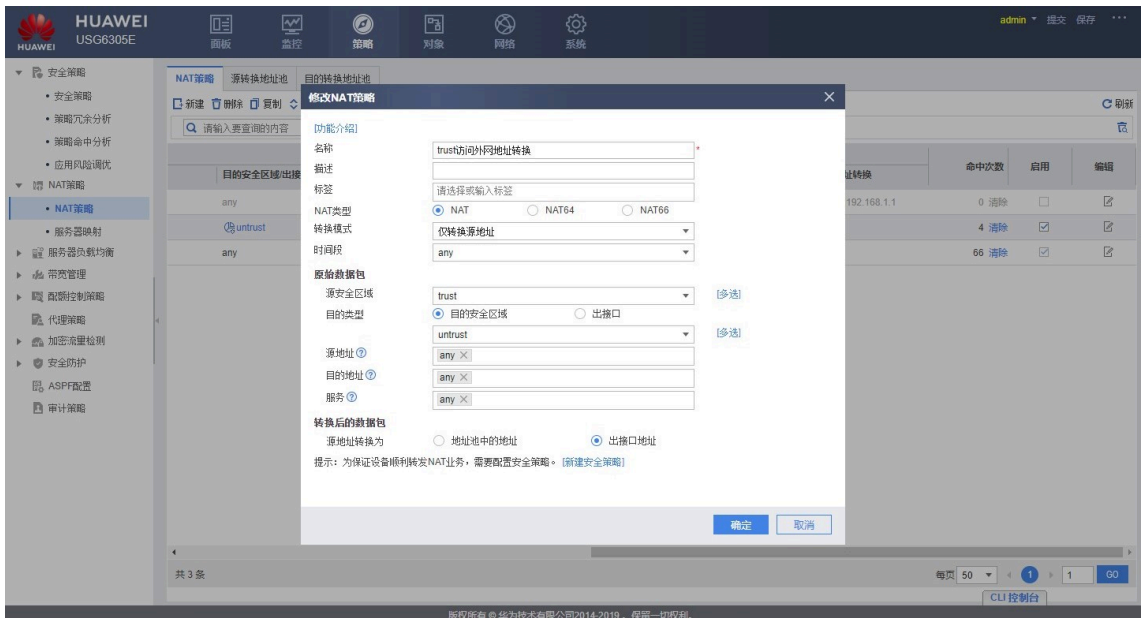 HUAWEI
HUAWEI
USG6305E
面板
监控
策略
对象
网络
系统
admin 提交 保存 ···
安全策略
• 安全策略
• 策略冗余分析
• 策略命中分析
• 应用风险调优
NAT策略
• NAT策略
• 服务器映射
服务器负载均衡
带宽管理
配额控制策略
代理策略
加密流量检测
安全防护
ASPF配置
审计策略
NAT策略 源转换地址池 目的转换地址池
新建 删除 复制
刷新
请输入要查询的内容
目的安全区域/出接
址转换
命中次数 启用 编辑
any 192.168.1.1 0 清除
untrust 4 清除
any 66 清除
修改NAT策略
[功能介绍]
名称 trust访问外网地址转换 *
描述
标签 请选择或输入标签
NAT类型 NAT NAT64 NAT66
转换模式 仅转换源地址
时间段 any
原始数据包
源安全区域 trust [多选]
目的类型 目的安全区域 出接口
untrust [多选]
源地址 any
目的地址 any
服务 any
转换后的数据包
源地址转换为 地址池中的地址 出接口地址
提示：为保证设备顺利转发NAT业务，需要配置安全策略。 [新建安全策略]
确定 取消
共 3 条
每页 50 1 1 GO
CLI 控制台
版权所有 © 华为技术有限公司2014-2019 。保留一切权利。